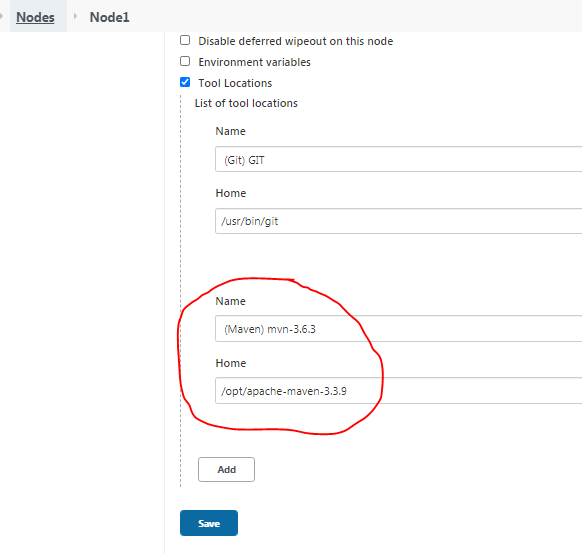 Nodes
Node1
Disable deferred wipeout on this node
Environment variables
Tool Locations
List of tool locations
Name
(Git) GIT
Home
/usr/bin/git
Name
(Maven) mvn-3.6.3
Home
/opt/apache-maven-3.3.9
Add
Save